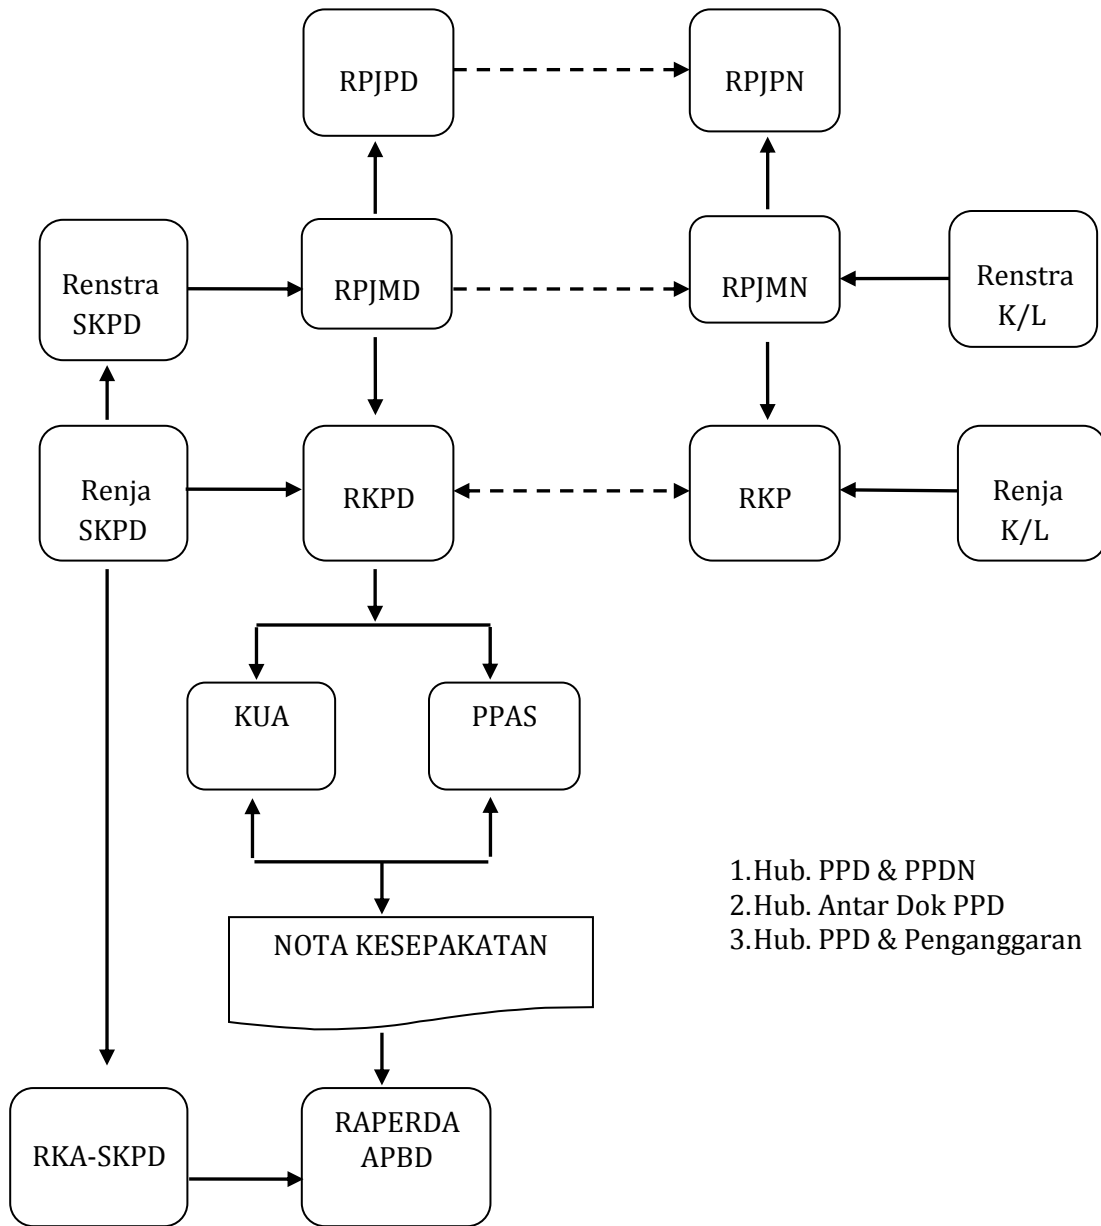 RPJPD
RPJPN
Renstra
SKPD
RPJMD
RPJMN
Renstra
K/L
Renja
SKPD
RKPD
RKP
Renja
K/L
KUA
PPAS
1.Hub. PPD & PPDN
2.Hub. Antar Dok PPD
3.Hub. PPD & Penganggaran
NOTA KESEPAKATAN
RKA-SKPD
RAPERDA
APBD